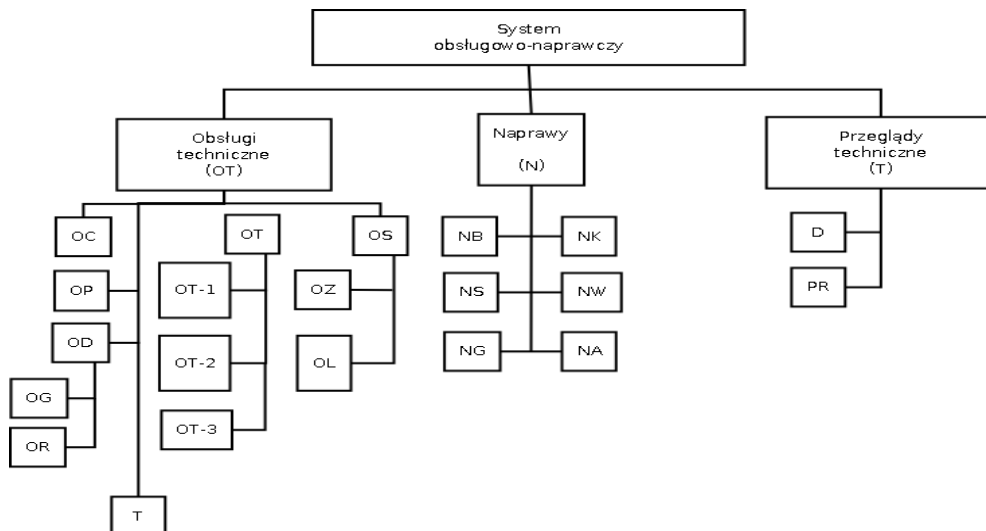 System
obsługowo-naprawczy
Obsługi
techniczne
(OT)
Naprawy
(N)
Przeglądy
techniczne
(T)
OC
OT
OS
OP
OT-1
OZ
OD
OT-2
OL
OG
OR
OT-3
T
NB
NK
NS
NW
NG
NA
D
PR